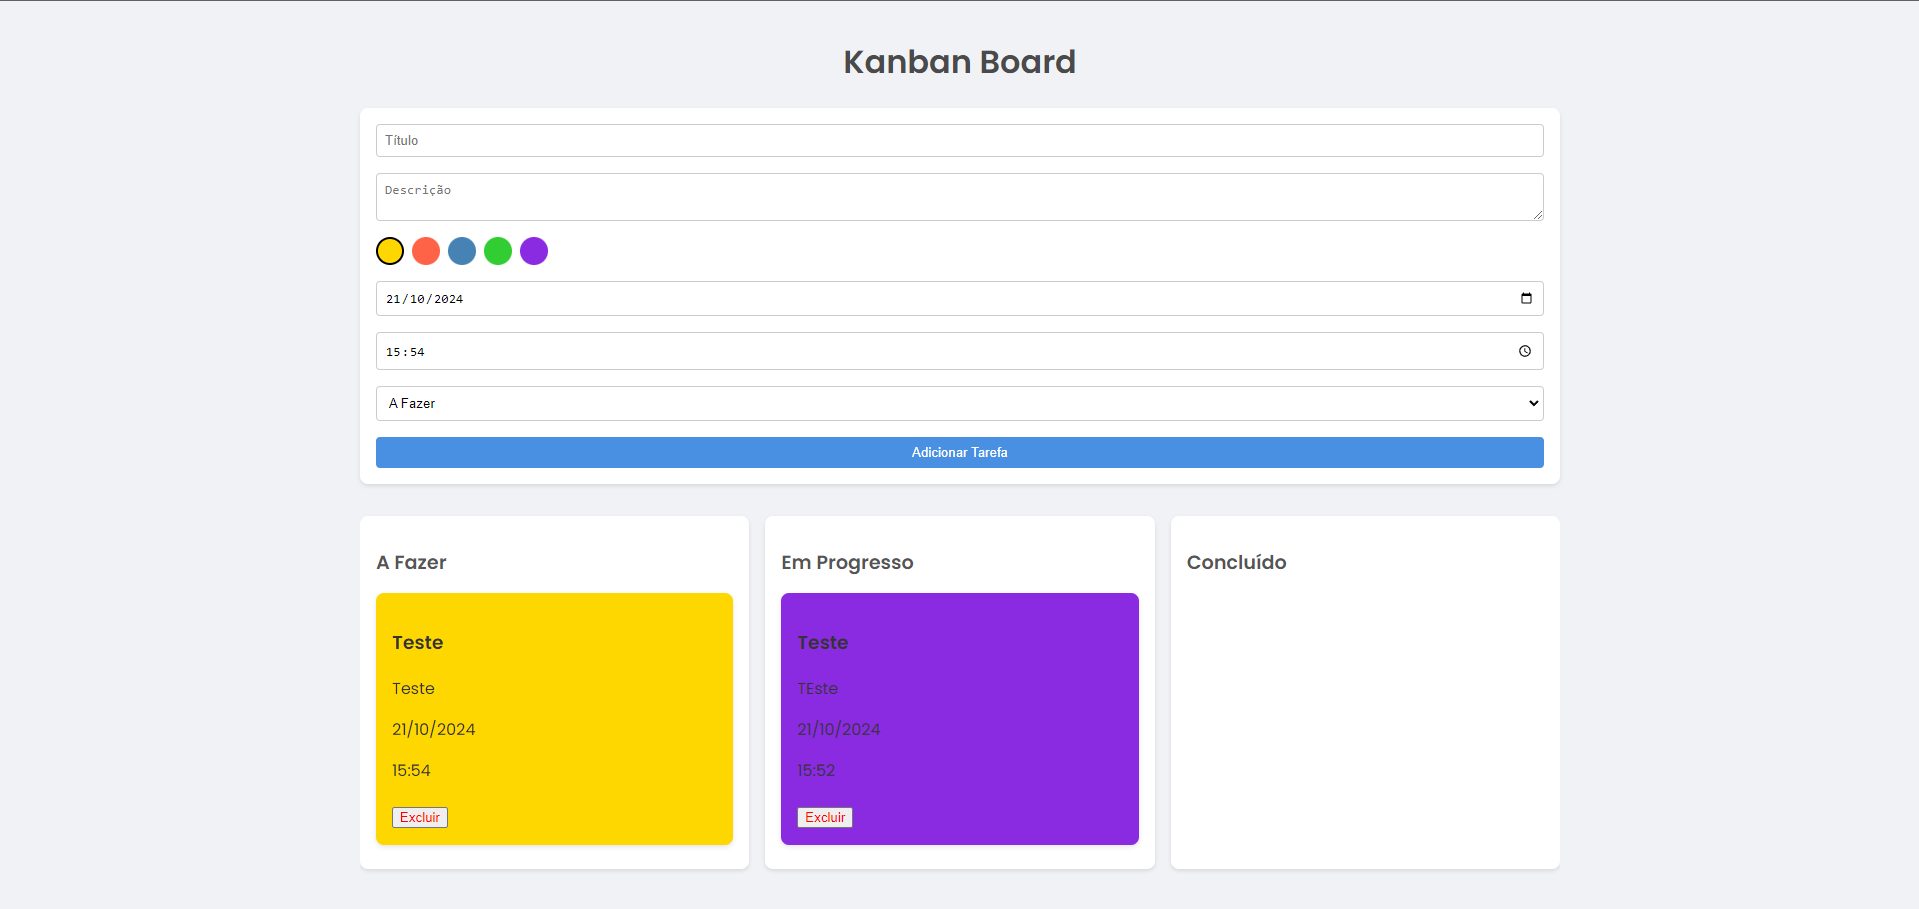 Kanban Board
Título
Descrição
21/10/2024
15:54
A Fazer
Adicionar Tarefa
A Fazer
Teste
Teste
21/10/2024
15:54
Excluir
Em Progresso
Teste
TEste
21/10/2024
15:52
Excluir
Concluído